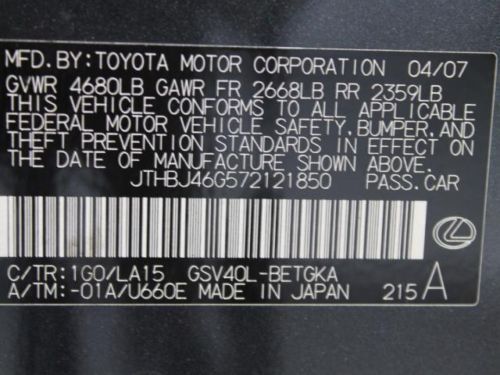 MFD.BY:TOYOTA MOTOR CORPORATION 04/07
GVWR 4680LB GAWR FR 2668LB RR 2359LB
THIS VEHICLE CONFORMS TO ALL APPLICABLE
FEDERAL MOTOR VEHICLE SAFETY,BUMPER,AND
THEFT PREVENTION STANDARDS IN EFFECT ON
THE DATE OF MANUFACTURE SHOWN ABOVE.
JTHBJ46G572121850 PASS.CAR
C/TR:1G0/LA15 GSV40L-BETGKA
A/TM:-01A/U660E MADE IN JAPAN 215 A